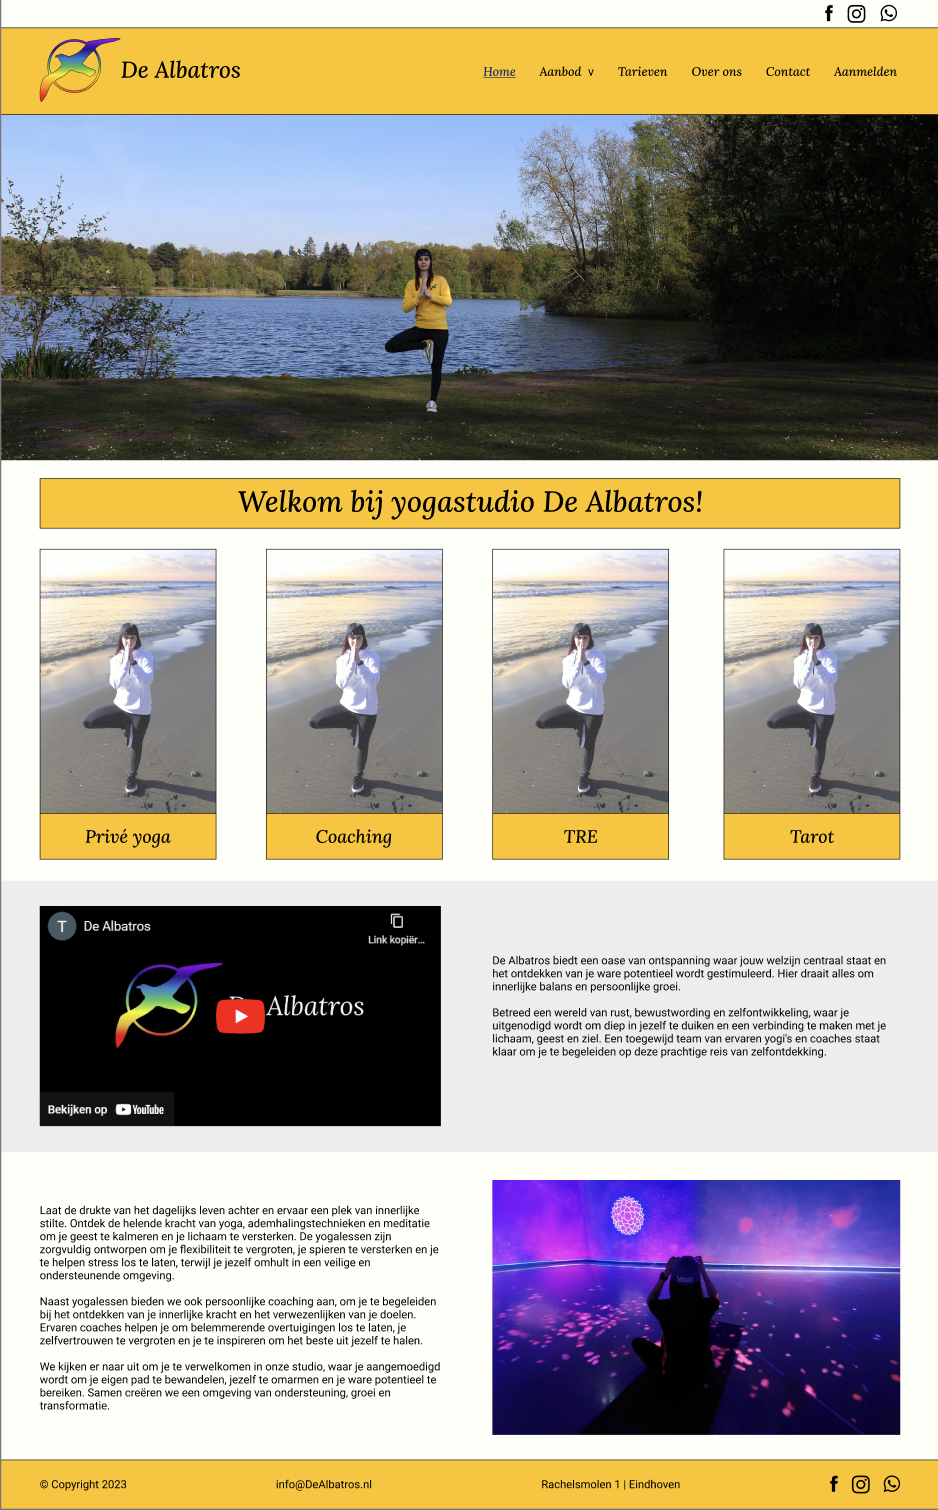 De Albatros
Home Aanbod v Tarieven Over ons Contact Aanmelden
Welkom bij yogastudio De Albatros!
Privé yoga
Coaching
TRE
Tarot
T De Albatros
Link kopiër...
Albatros
Bekijken op YouTube
De Albatros biedt een oase van ontspanning waar jouw welzijn centraal staat en
het ontdekken van je ware potentieel wordt gestimuleerd. Hier draait alles om
innerlijke balans en persoonlijke groei.
Betreed een wereld van rust, bewustwording en zelfontwikkeling, waar je
uitgenodigd wordt om diep in jezelf te duiken en een verbinding te maken met je
lichaam, geest en ziel. Een toegewijd team van ervaren yogi's en coaches staat
klaar om je te begeleiden op deze prachtige reis van zelfontdekking.
Laat de drukte van het dagelijks leven achter en ervaar een plek van innerlijke
stilte. Ontdek de helende kracht van yoga, ademhalingstechnieken en meditatie
om je geest te kalmeren en je lichaam te versterken. De yogalessen zijn
zorgvuldig ontworpen om je flexibiliteit te vergroten, je spieren te versterken en je
te helpen stress los te laten, terwijl je jezelf omhult in een veilige en
ondersteunende omgeving.
Naast yogalessen bieden we ook persoonlijke coaching aan, om je te begeleiden
bij het ontdekken van je innerlijke kracht en het verwezenlijken van je doelen.
Ervaren coaches helpen je om belemmerende overtuigingen los te laten, je
zelfvertrouwen te vergroten en je te inspireren om het beste uit jezelf te halen.
We kijken er naar uit om je te verwelkomen in onze studio, waar je aangemoedigd
wordt om je eigen pad te bewandelen, jezelf te omarmen en je ware potentieel te
bereiken. Samen creëren we een omgeving van ondersteuning, groei en
transformatie.
© Copyright 2023
info@DeAlbatros.nl
Rachelsmolen 1 | Eindhoven